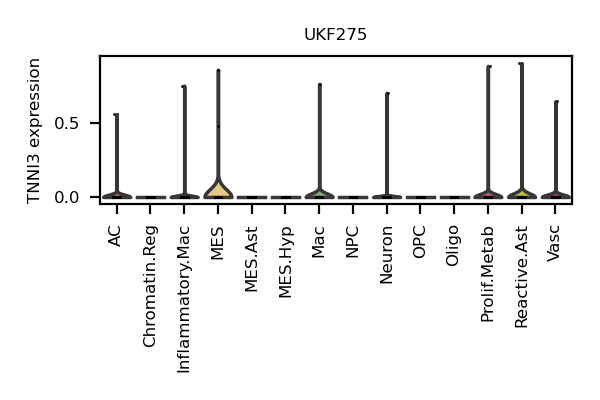 UKF275
TNNI3 expression
0.5
0.0
AC
Chromatin.Reg
Inflammatory.Mac
MES
MES.Ast
MES.Hyp
Mac
NPC
Neuron
OPC
Oligo
Prolif.Metab
Reactive.Ast
Vasc